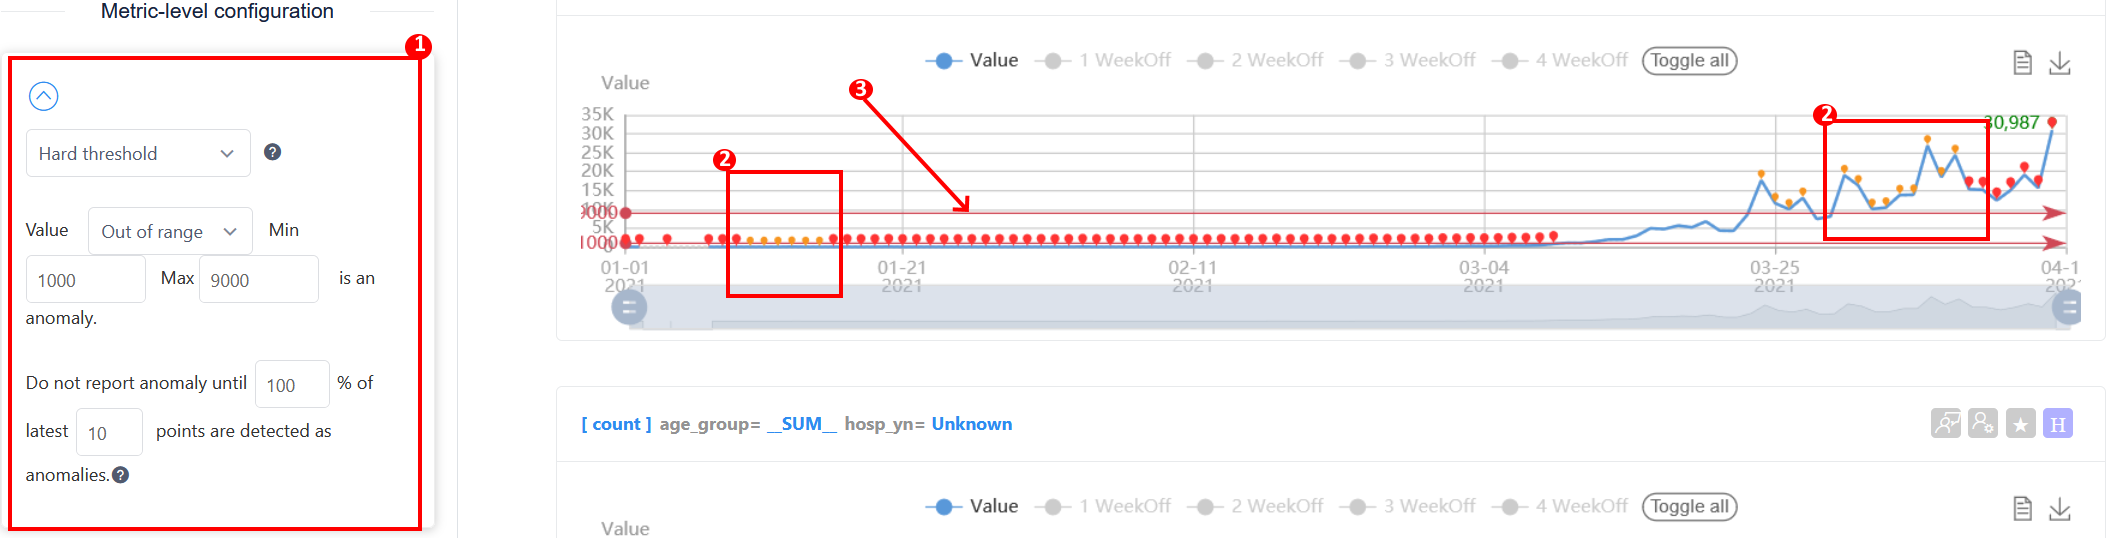 Metric-level configuration
1
Hard threshold
?
Value Out of range Min
1000 Max 9000 is an
anomaly.
Do not report anomaly until 100 % of
latest 10 points are detected as
anomalies. ?
Value 1 WeekOff 2 WeekOff 3 WeekOff 4 WeekOff Toggle all
Value
3
2
2
30,987
35K
30K
25K
20K
15K
10K
5K
1000
0
01-01
2021
01-21
2021
02-11
2021
03-04
2021
03-25
2021
04-1
[ count ] age_group= __SUM__ hosp_yn= Unknown
H
Value 1 WeekOff 2 WeekOff 3 WeekOff 4 WeekOff Toggle all
Value